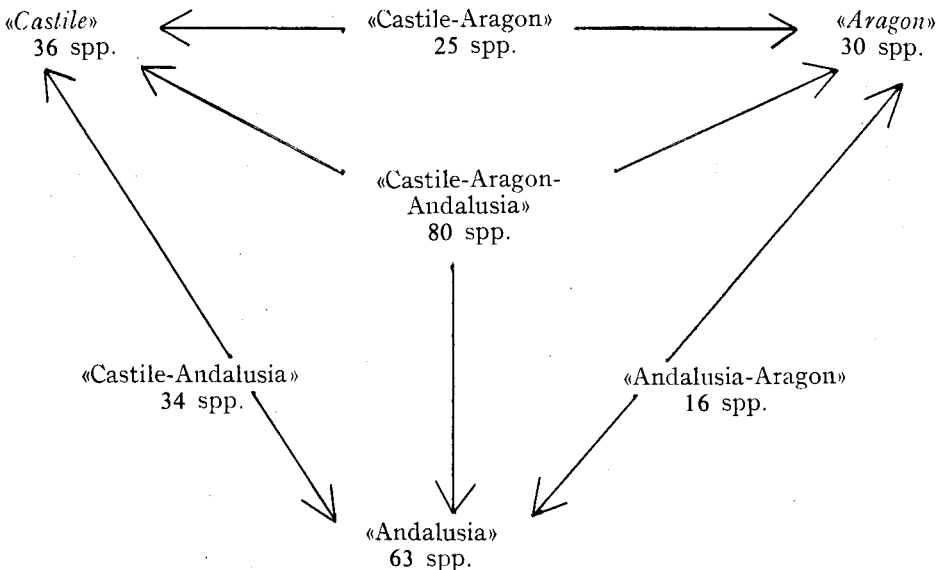 «Castile»
36 spp.
«Castile-Aragon»
25 spp.
«Aragon»
30 spp.
«Castile-Aragon-
Andalusia»
80 spp.
«Castile-Andalusia»
34 spp.
«Andalusia-Aragon»
16 spp.
«Andalusia»
63 spp.